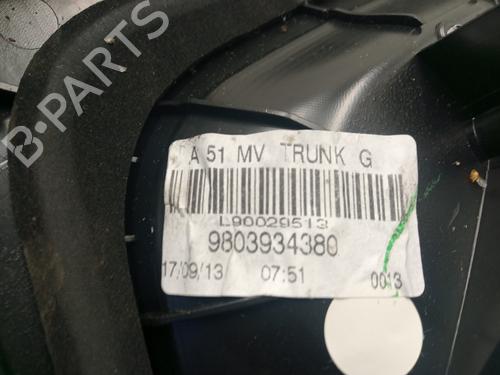 A 51 MV TRUNK G
L90029513
9803934380
17/09/13 07:51 0013
B-PARTS